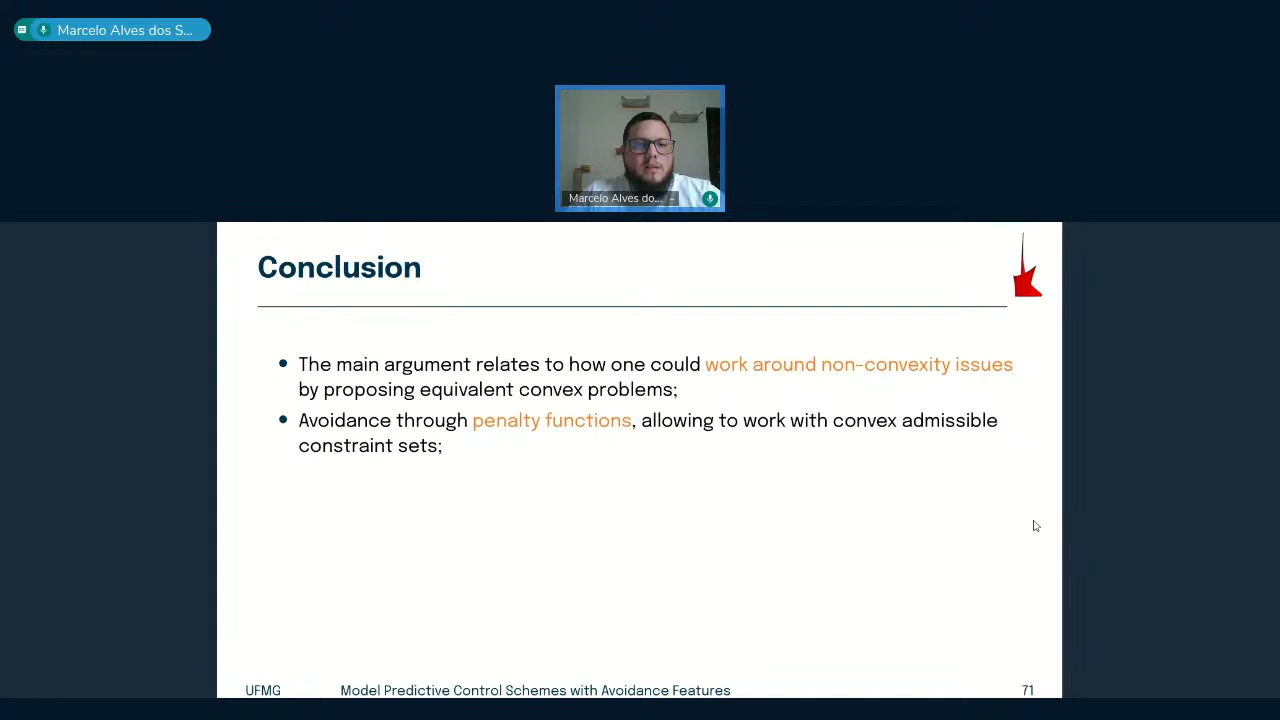 Marcelo Alves dos S...
Marcelo Alves do...
Conclusion
• The main argument relates to how one could work around non-convexity issues
by proposing equivalent convex problems;
• Avoidance through penalty functions, allowing to work with convex admissible
constraint sets;
UFMG Model Predictive Control Schemes with Avoidance Features 71